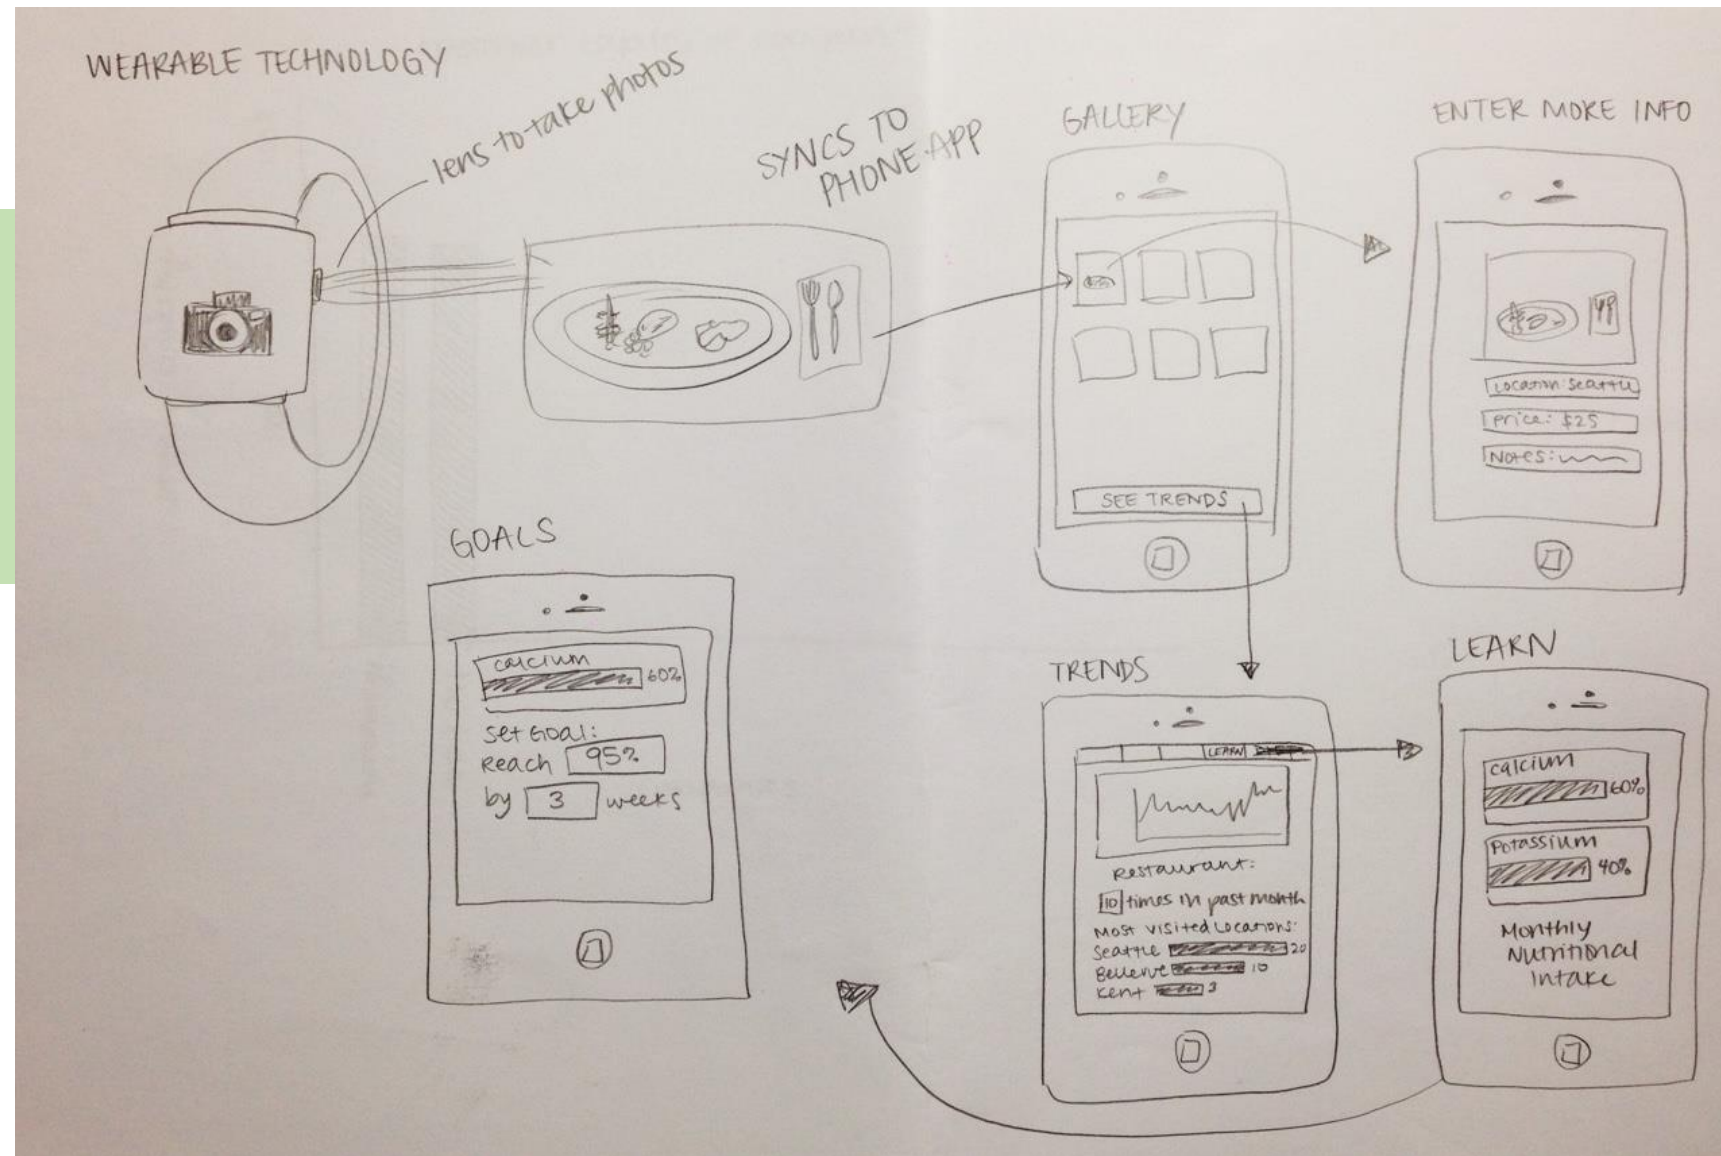 WEARABLE TECHNOLOGY
lens to take photos
SYNCS TO
PHONE APP
GALLERY
SEE TRENDS
ENTER MORE INFO
Location: Seattle
Price: $25
Notes:
GOALS
calcium
60%
Set Goal:
Reach 95%
by 3 weeks
TRENDS
LEARN
Restaurant:
10 times in past month
Most visited Locations:
Seattle 20
Bellevue 10
Kent 3
LEARN
calcium
60%
Potassium
40%
Monthly
Nutritional
Intake